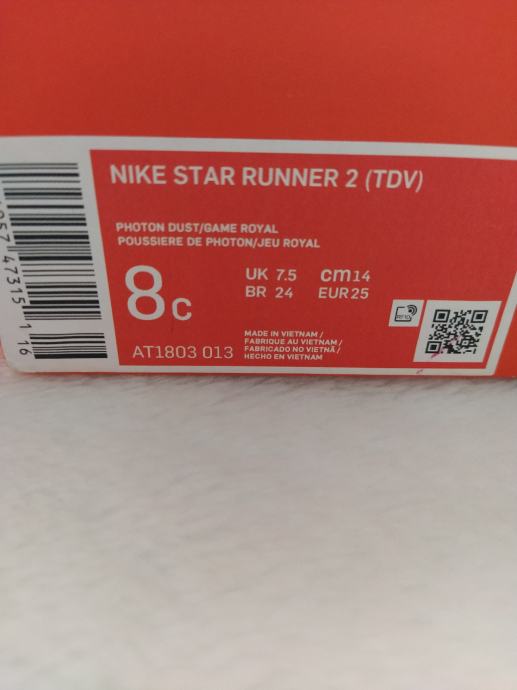 NIKE STAR RUNNER 2 (TDV)
PHOTON DUST/GAME ROYAL
POUSSIERE DE PHOTON/JEU ROYAL
8C
UK 7.5 cm 14
BR 24 EUR 25
AT1803 013
MADE IN VIETNAM /
FABRIQUE AU VIETNAM /
FABRICADO NO VIETNÃ /
HECHO EN VIETNAM